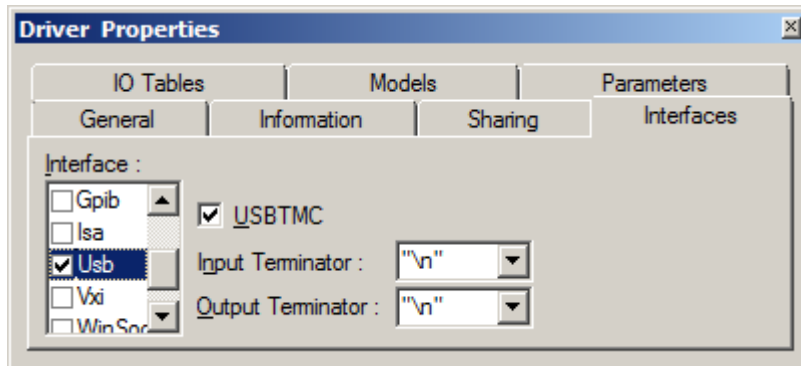 Driver Properties
IO Tables Models Parameters
General Information Sharing Interfaces
Interface :
Gpib
Isa
Usb
Vxi
USBTMC
Input Terminator : "\n"
Output Terminator : "\n"